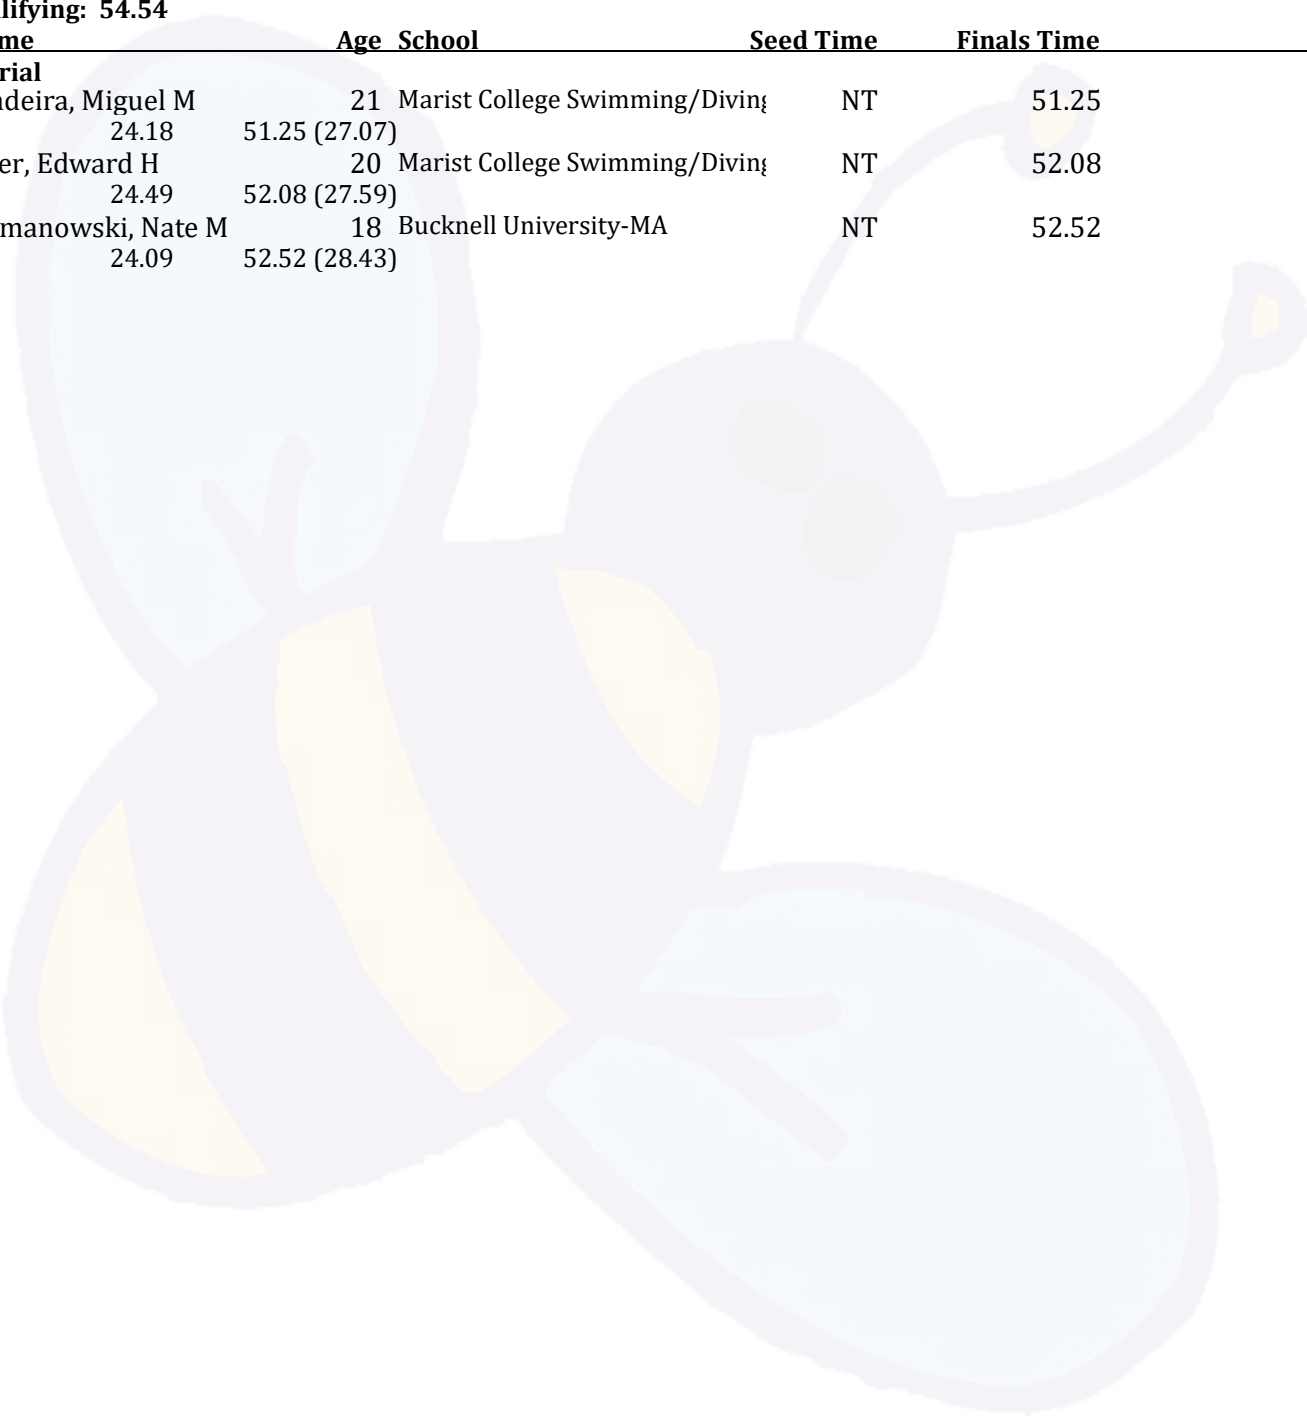 lifying: 54.54
me Age School Seed Time Finals Time
rial
deira, Miguel M 21 Marist College Swimming/Diving NT 51.25
24.18 51.25 (27.07)
er, Edward H 20 Marist College Swimming/Diving NT 52.08
24.49 52.08 (27.59)
manowski, Nate M 18 Bucknell University-MA NT 52.52
24.09 52.52 (28.43)